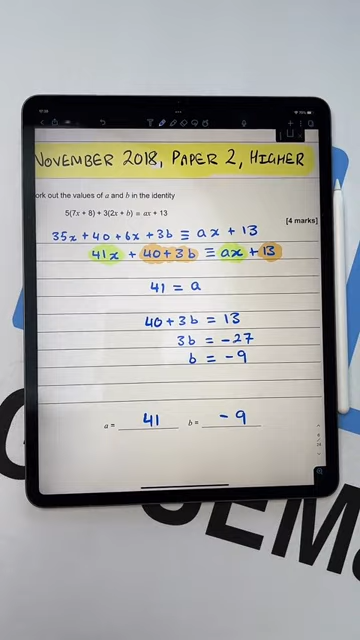 NOVEMBER 2018, PAPER 2, HIGHER
ork out the values of a and b in the identity
5(7x + 8) + 3(2x + b) ≡ ax + 13
[4 marks]
35x + 40 + 6x + 3b ≡ ax + 13
41x + 40 + 3b ≡ ax + 13
41 = a
40 + 3b = 13
3b = -27
b = -9
a = 41 b = -9